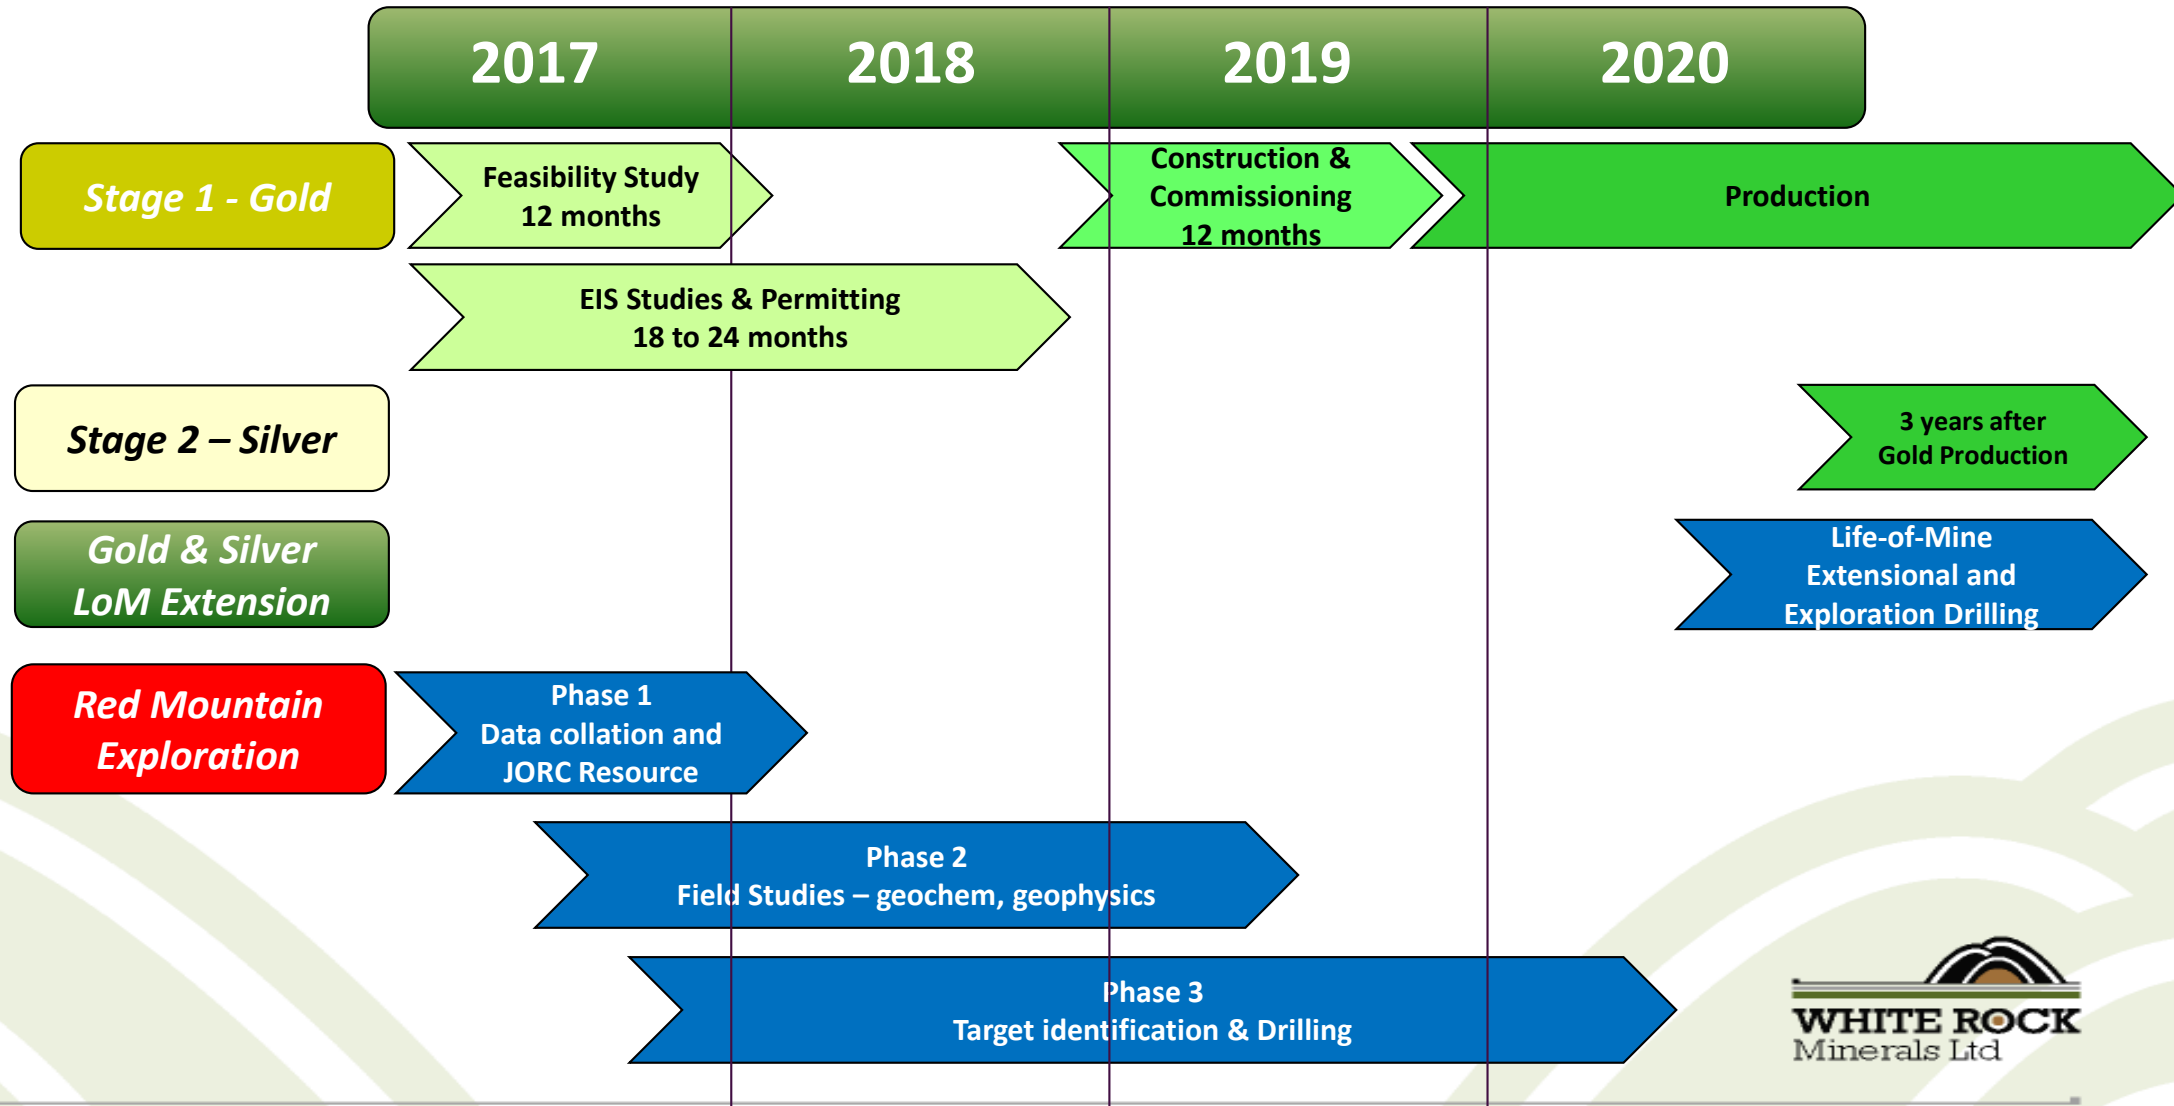 2017 2018 2019 2020
Stage 1 - Gold
Feasibility Study
12 months
Construction &
Commissioning
12 months
Production
EIS Studies & Permitting
18 to 24 months
Stage 2 – Silver
3 years after
Gold Production
Gold & Silver
LoM Extension
Life-of-Mine
Extensional and
Exploration Drilling
Red Mountain
Exploration
Phase 1
Data collation and
JORC Resource
Phase 2
Field Studies – geochem, geophysics
Phase 3
Target identification & Drilling
WHITE ROCK
Minerals Ltd